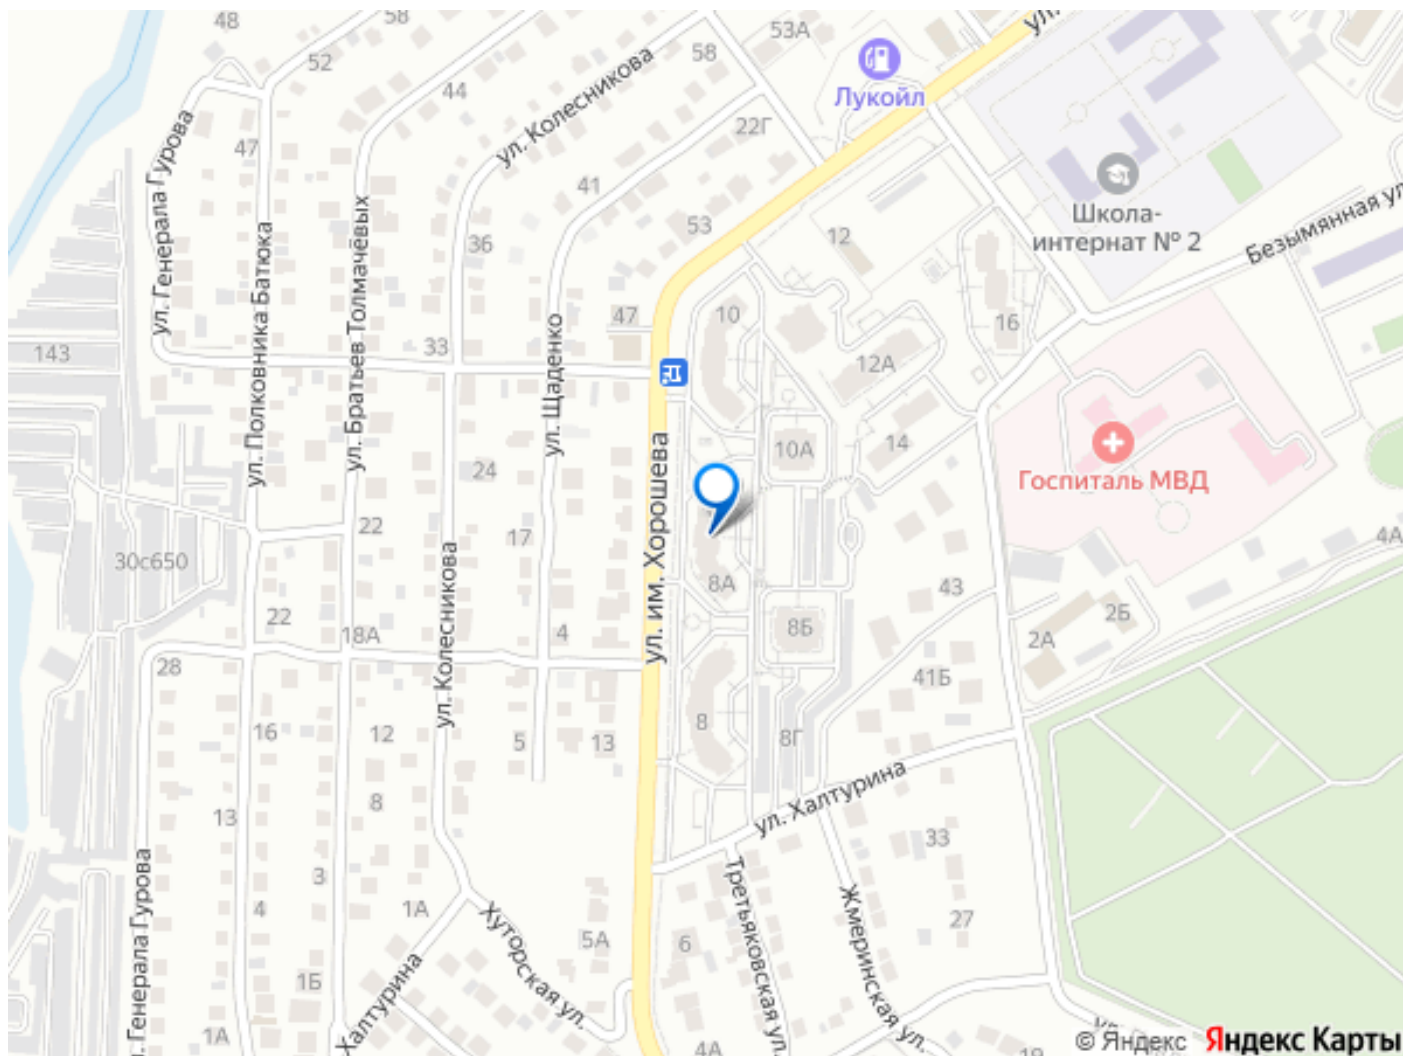 48
58
52
44
47
ул. Генерала Гурова
ул. Полковника Батюка
ул. Братьев Толмачёвых
ул. Колесникова
58
53А
Лукойл
ул.
22Г
41
36
53
12
Школа-
интернат № 2
Безымянная ул
143
33
ул. Щаденко
47
10
16
12А
10А
14
Госпиталь МВД
24
22
17
30с650
ул. Колесникова
ул. им. Хорошева
8А
43
4А
2Б
2А
22
18А
4
8Б
28
41Б
16
12
5
13
8
8Г
8
13
ул. Халтурина
33
3
4
1А
27
ул. Генерала Гурова
Хуторская ул.
5А
6
Третьяковская ул.
Жмеринская ул.
1Б
1А
Халтурина
4А
19
© Яндекс Яндекс Карты